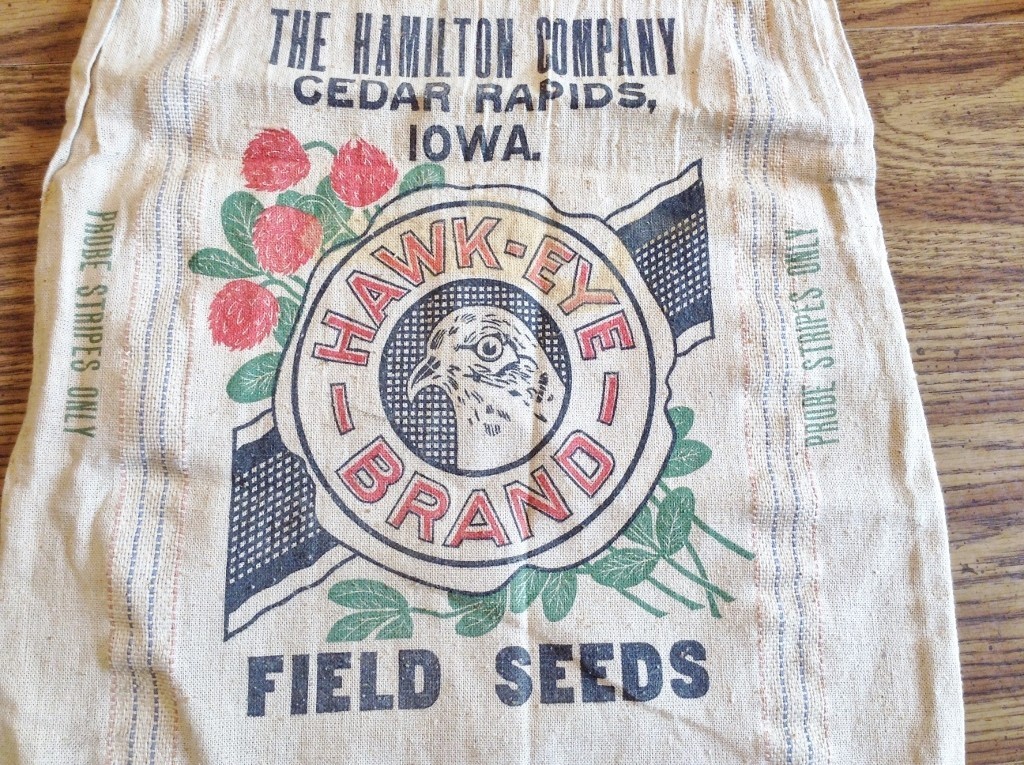 THE HAMILTON COMPANY
CEDAR RAPIDS,
IOWA.
HAWK-EYE
BRAND
PROBE STRIPES ONLY
PROBE STRIPES ONLY
FIELD SEEDS